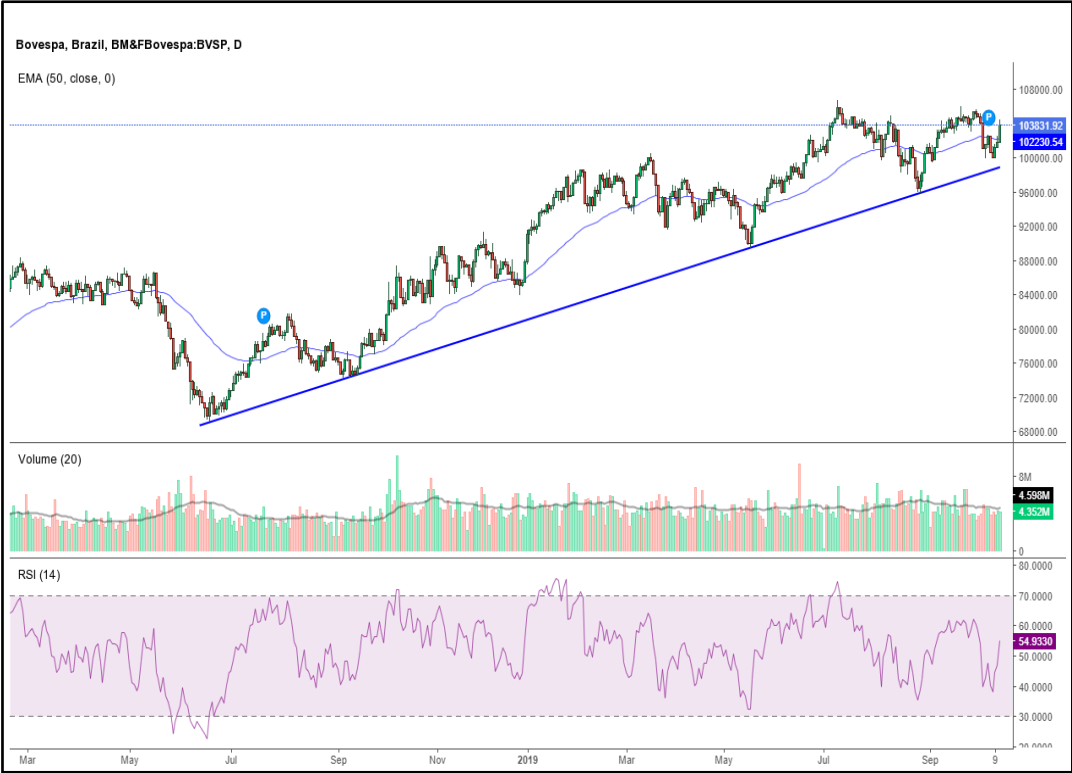 Bovespa, Brazil, BM&FBovespa:BVSP, D
EMA (50, close, 0)
108000.00
P
103831.92
102230.54
100000.00
96000.00
92000.00
88000.00
84000.00
P
80000.00
76000.00
72000.00
68000.00
Volume (20)
8M
4.598M
4.352M
0
RSI (14)
80.0000
70.0000
60.0000
54.9330
50.0000
40.0000
30.0000
20.0000
Mar May Jul Sep Nov 2019 Mar May Jul Sep 9